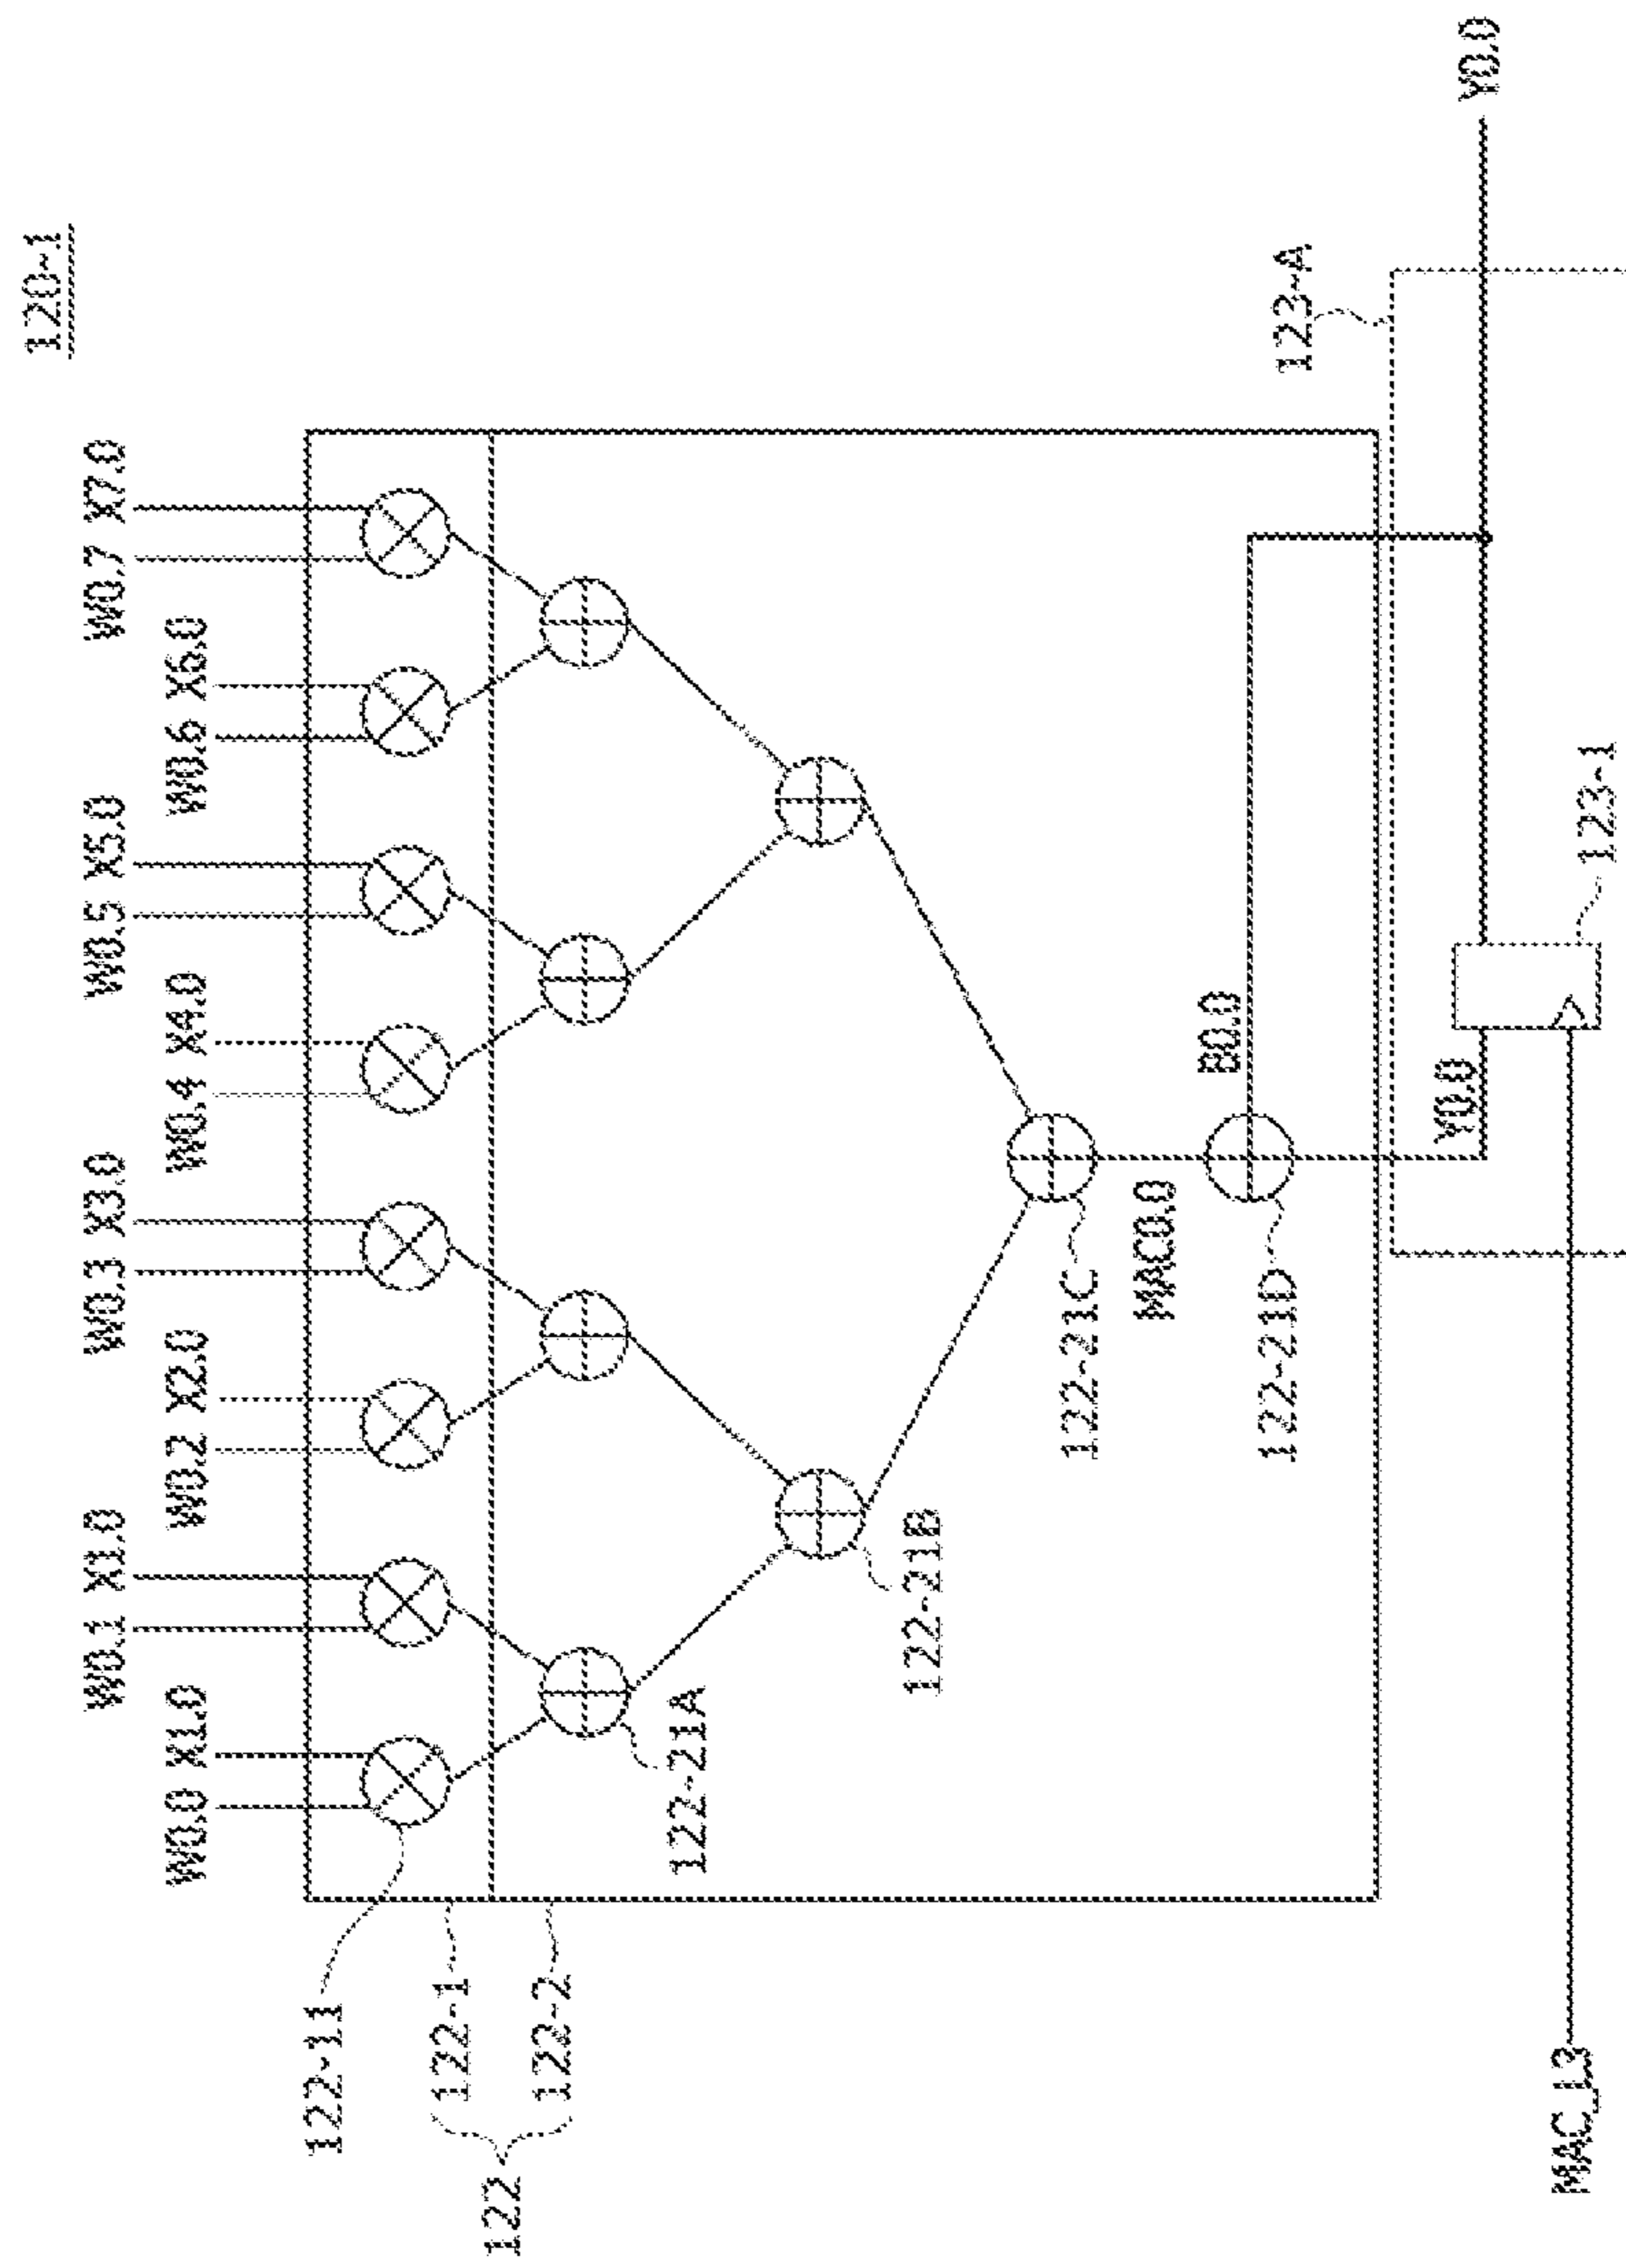 120-1
W0.1 X1.0
W0.3 X3.0
W0.5 X5.0
W0.7 X7.0
W0.0 X1.0
W0.2 X2.0
W0.4 X4.0
W0.6 X6.0
122-11
122-1
122-2
122
122-21A
122-21B
122-21C
MAC0.0
B0.0
122-21D
123-A
Y0.0
Y0.0
123-1
MAC_L3